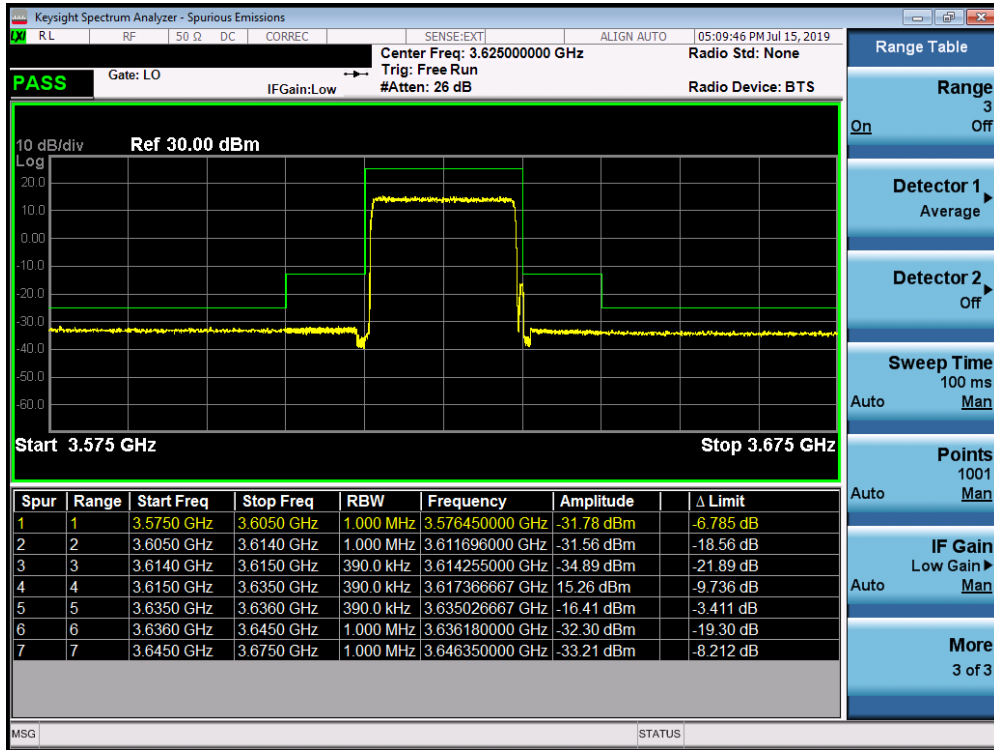 Keysight Spectrum Analyzer - Spurious Emissions
LXI RL RF 50 Ω DC CORREC SENSE:EXT ALIGN AUTO 05:09:46 PM Jul 15, 2019
Center Freq: 3.625000000 GHz Radio Std: None
PASS Gate: LO Trig: Free Run
IFGain:Low #Atten: 26 dB Radio Device: BTS
10 dB/div Ref 30.00 dBm
Log
20.0
10.0
0.00
-10.0
-20.0
-30.0
-40.0
-50.0
-60.0
Start 3.575 GHz Stop 3.675 GHz
Spur Range Start Freq Stop Freq RBW Frequency Amplitude Δ Limit
1 1 3.5750 GHz 3.6050 GHz 1.000 MHz 3.576450000 GHz -31.78 dBm -6.785 dB
2 2 3.6050 GHz 3.6140 GHz 1.000 MHz 3.611696000 GHz -31.56 dBm -18.56 dB
3 3 3.6140 GHz 3.6150 GHz 390.0 kHz 3.614255000 GHz -34.89 dBm -21.89 dB
4 4 3.6150 GHz 3.6350 GHz 390.0 kHz 3.617366667 GHz 15.26 dBm -9.736 dB
5 5 3.6350 GHz 3.6360 GHz 390.0 kHz 3.635026667 GHz -16.41 dBm -3.411 dB
6 6 3.6360 GHz 3.6450 GHz 1.000 MHz 3.636180000 GHz -32.30 dBm -19.30 dB
7 7 3.6450 GHz 3.6750 GHz 1.000 MHz 3.646350000 GHz -33.21 dBm -8.212 dB
MSG STATUS
Range Table
Range
3
On Off
Detector 1
Average
Detector 2
Off
Sweep Time
100 ms
Auto Man
Points
1001
Auto Man
IF Gain
Low Gain
Auto Man
More
3 of 3